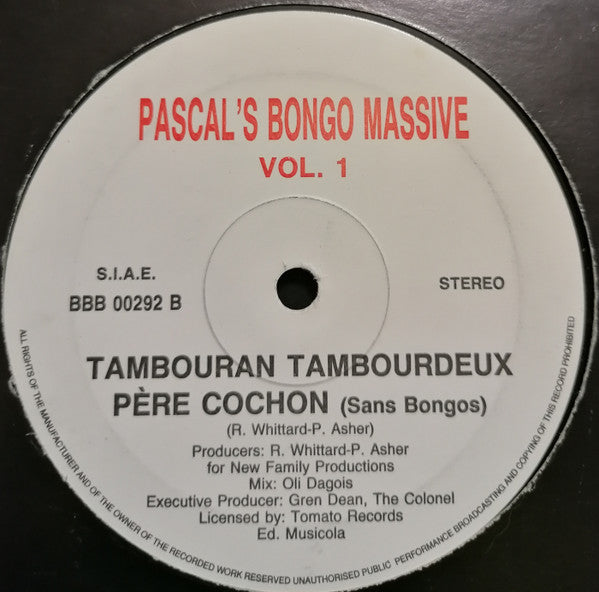 PASCAL'S BONGO MASSIVE
VOL. 1
S.I.A.E.
BBB 00292 B
STEREO
TAMBOURAN TAMBOURDEUX
PÈRE COCHON (Sans Bongos)
(R. Whittard-P. Asher)
Producers: R. Whittard-P. Asher
for New Family Productions
Mix: Oli Dagois
Executive Producer: Gren Dean, The Colonel
Licensed by: Tomato Records
Ed. Musicola
ALL RIGHTS OF THE MANUFACTURER AND OF THE OWNER OF THE RECORDED WORK RESERVED UNAUTHORISED PUBLIC PERFORMANCE BROADCASTING AND COPYING OF THIS RECORD PROHIBITED